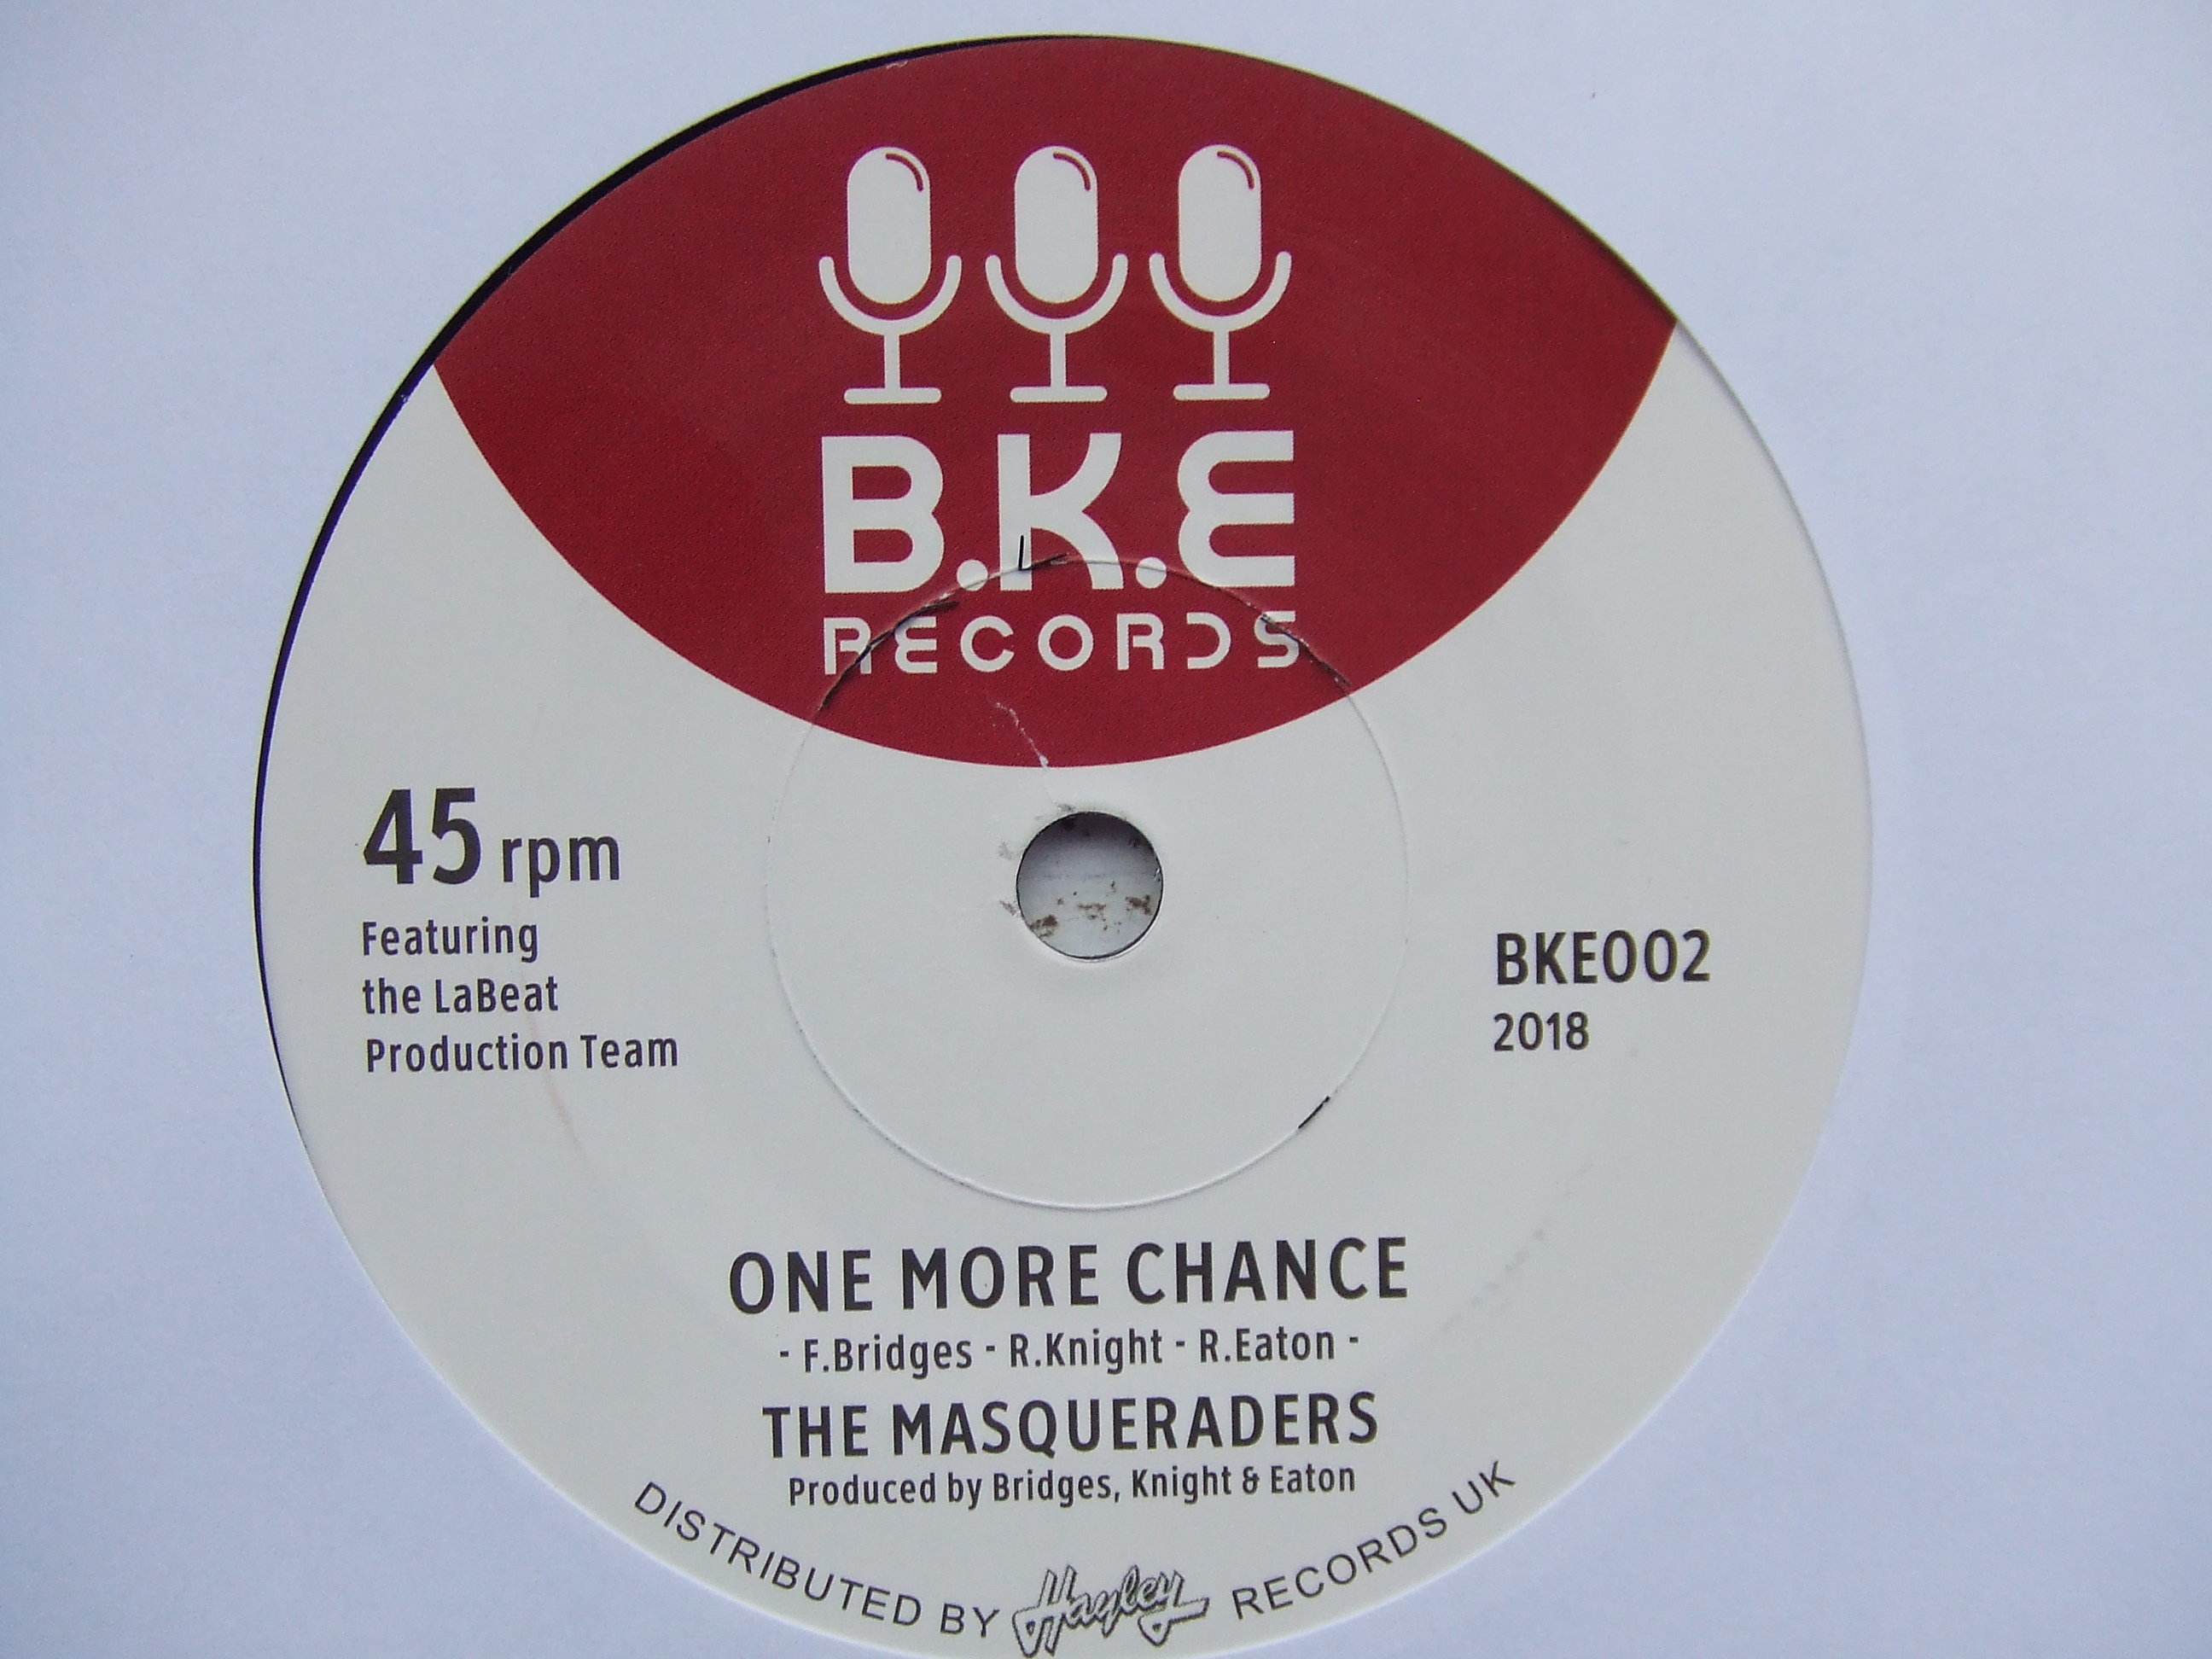 B.K.E
RECORDS
45 rpm
Featuring
the LaBeat
Production Team
BKE002
2018
ONE MORE CHANCE
- F.Bridges - R.Knight - R.Eaton -
THE MASQUERADERS
Produced by Bridges, Knight & Eaton
DISTRIBUTED BY Hayley RECORDS UK